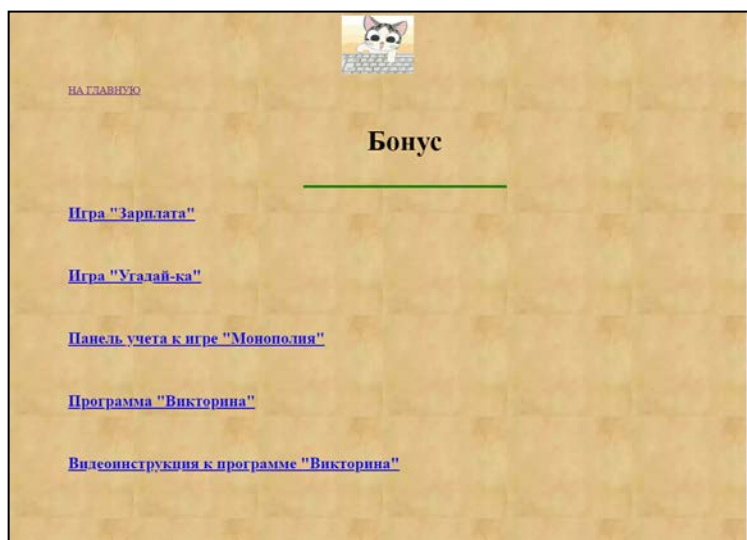 НА ГЛАВНУЮ
Бонус
Игра "Зарплата"
Игра "Угадай-ка"
Панель учета к игре "Монополия"
Программа "Викторина"
Видеоинструкция к программе "Викторина"